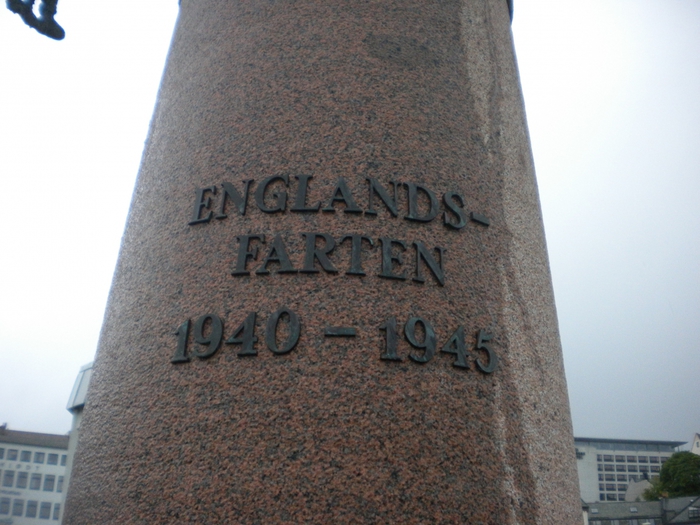 ENGLANDS-
FARTEN
1940 – 1945